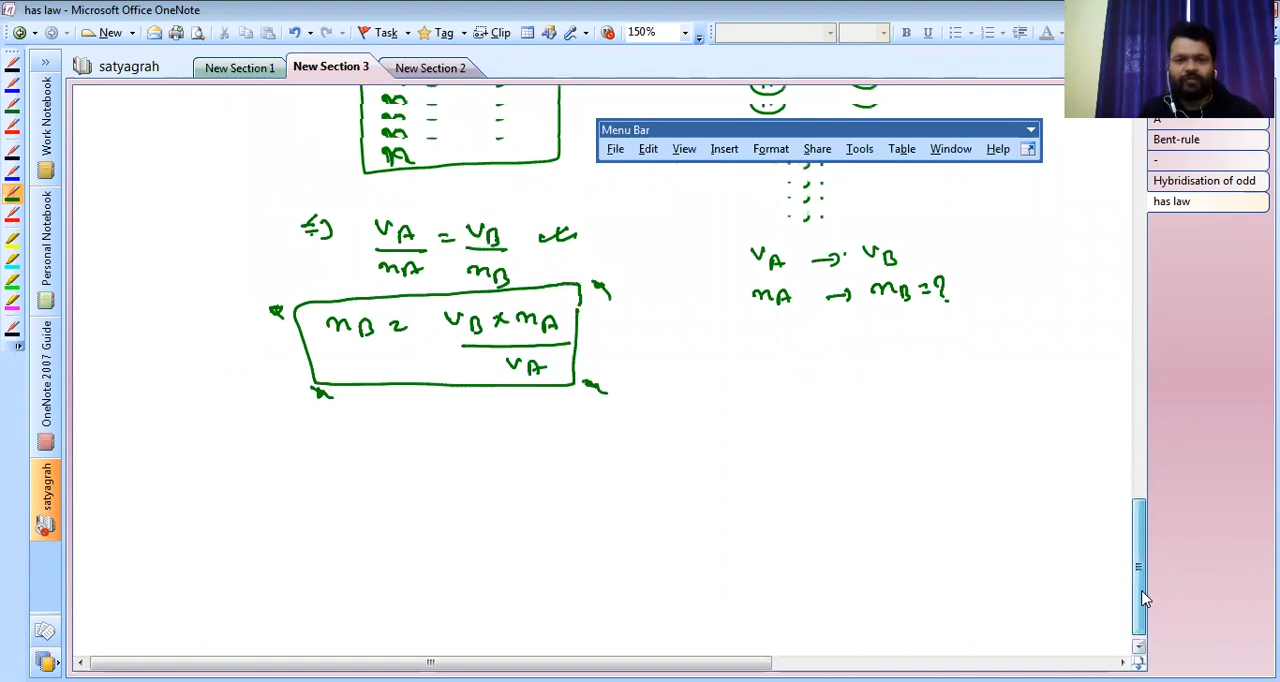 has law - Microsoft Office OneNote
New
Task
Tag
Clip
150%
B U A
satyagrah
New Section 1
New Section 3
New Section 2
Menu Bar
File Edit View Insert Format Share Tools Table Window Help
A
Bent-rule
-
Hybridisation of odd
has law
Work Notebook
Personal Notebook
OneNote 2007 Guide
satyagrah
⇒ VA/nA = VB/nB
VA → VB
nA → nB = ?
nB = VB × nA / VA